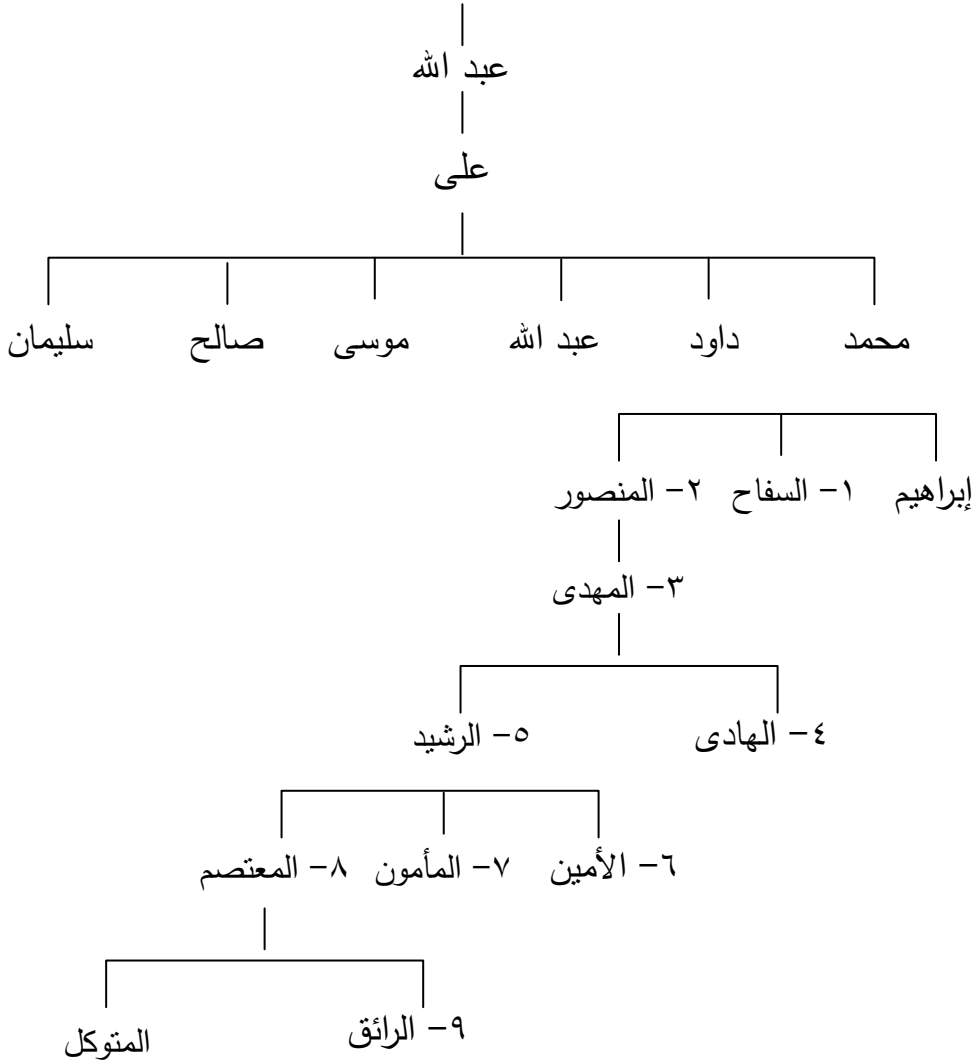 عبد الله
على
محمد داود عبد الله موسى صالح سليمان
إبراهيم ١- السفاح ٢- المنصور
٣- المهدى
٤- الهادى ٥- الرشيد
٦- الأمين ٧- المأمون ٨- المعتصم
٩- الرائق المتوكل